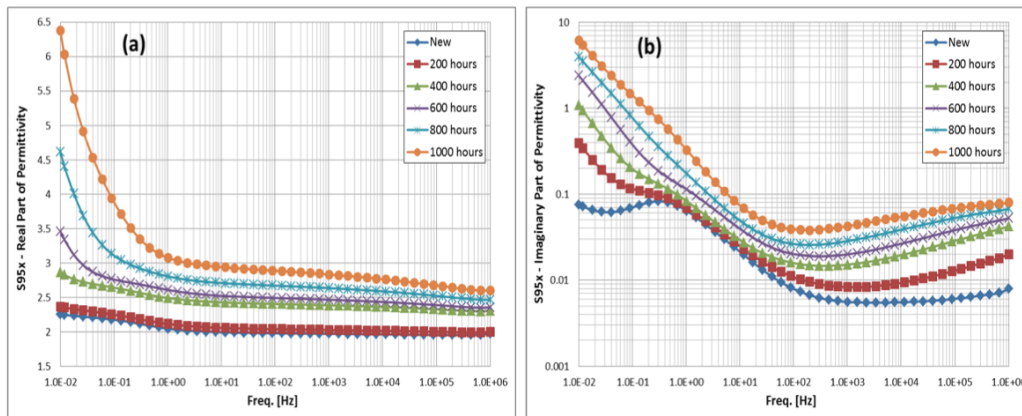 (a)
S95x - Real Part of Permittivity
6.5
6
5.5
5
4.5
4
3.5
3
2.5
2
1.5
1.0E-02 1.0E-01 1.0E+00 1.0E+01 1.0E+02 1.0E+03 1.0E+04 1.0E+05 1.0E+06
Freq. [Hz]
New
200 hours
400 hours
600 hours
800 hours
1000 hours
(b)
S95x - Imaginary Part of Permittivity
10
1
0.1
0.01
0.001
1.0E-02 1.0E-01 1.0E+00 1.0E+01 1.0E+02 1.0E+03 1.0E+04 1.0E+05 1.0E+06
Freq. [Hz]
New
200 hours
400 hours
600 hours
800 hours
1000 hours